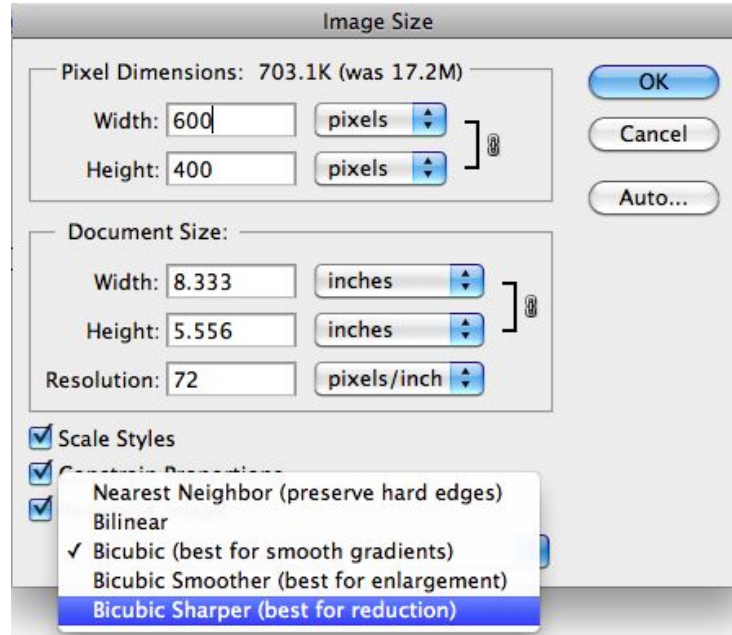 Image Size
Pixel Dimensions: 703.1K (was 17.2M)
Width: 600 pixels
Height: 400 pixels
OK
Cancel
Auto...
Document Size:
Width: 8.333 inches
Height: 5.556 inches
Resolution: 72 pixels/inch
Scale Styles
Constrain Proportions
Nearest Neighbor (preserve hard edges)
Bilinear
✓ Bicubic (best for smooth gradients)
Bicubic Smoother (best for enlargement)
Bicubic Sharper (best for reduction)